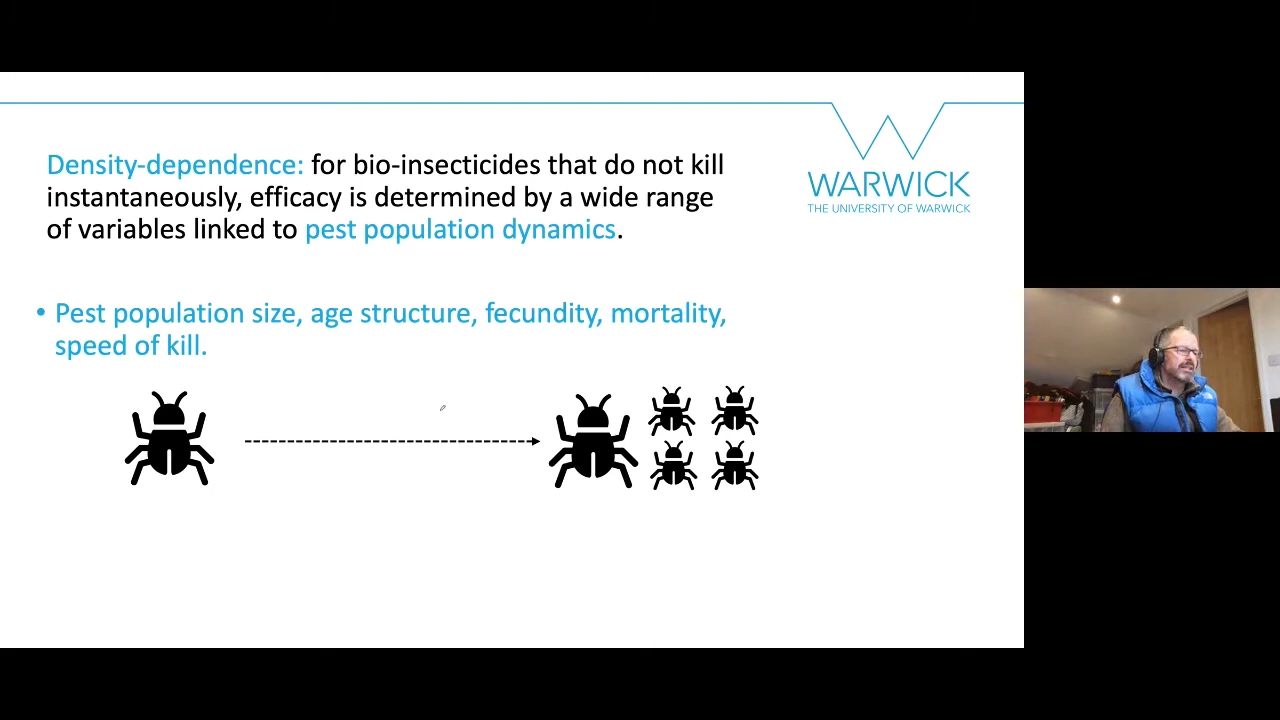 Density-dependence: for bio-insecticides that do not kill
instantaneously, efficacy is determined by a wide range
of variables linked to pest population dynamics.
WARWICK
THE UNIVERSITY OF WARWICK
• Pest population size, age structure, fecundity, mortality,
speed of kill.